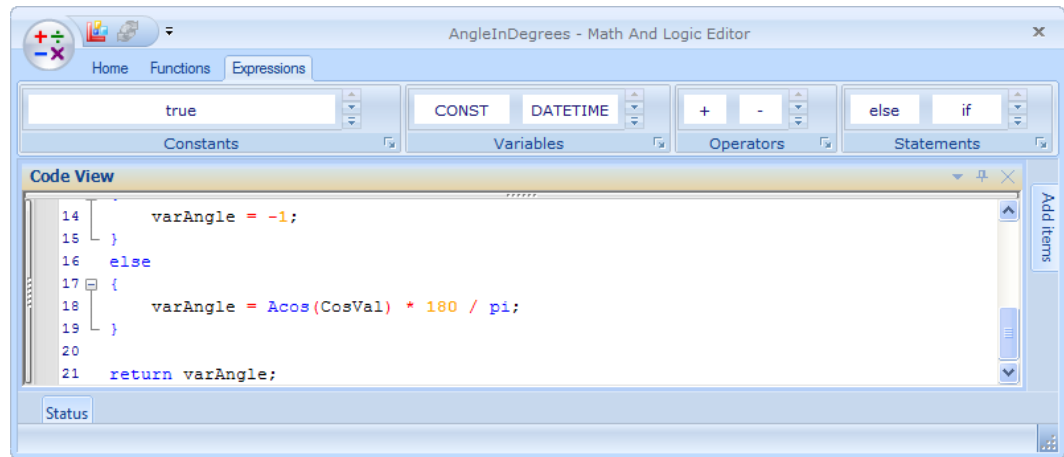 AngleInDegrees - Math And Logic Editor
Home Functions Expressions
true CONST DATETIME + - else if
Constants Variables Operators Statements
Code View
Add items
14 varAngle = -1;
15 }
16 else
17 {
18 varAngle = Acos(CosVal) * 180 / pi;
19 }
20
21 return varAngle;
Status